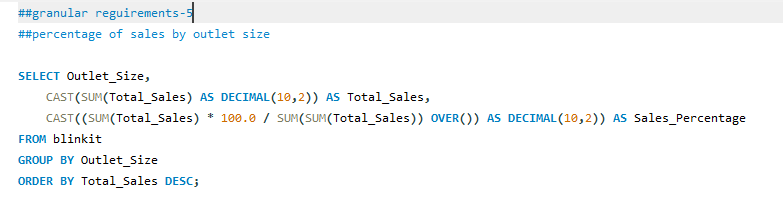 ##granular reguirements-5
##percentage of sales by outlet size
SELECT Outlet_Size,
CAST(SUM(Total_Sales) AS DECIMAL(10,2)) AS Total_Sales,
CAST((SUM(Total_Sales) * 100.0 / SUM(SUM(Total_Sales)) OVER()) AS DECIMAL(10,2)) AS Sales_Percentage
FROM blinkit
GROUP BY Outlet_Size
ORDER BY Total_Sales DESC;